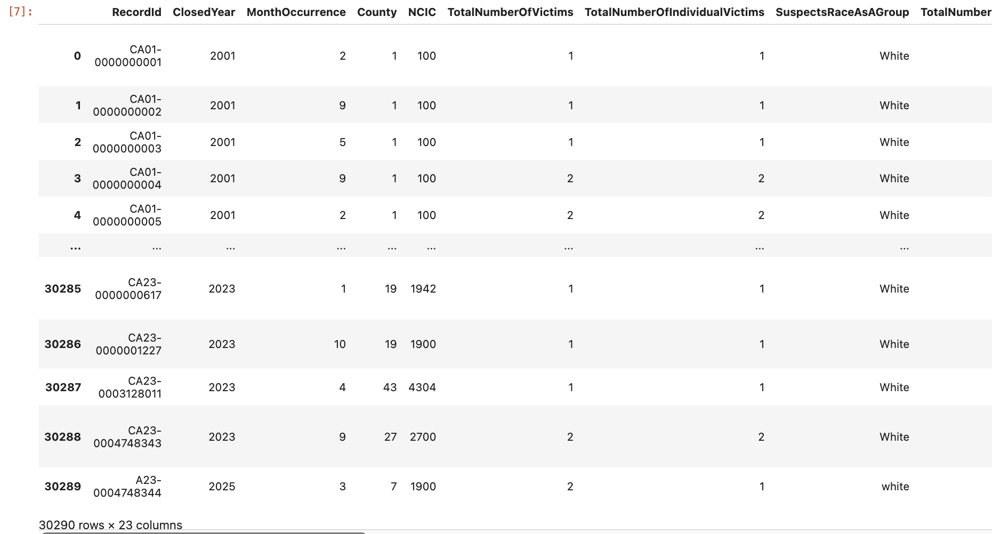 [7]:
RecordId ClosedYear MonthOccurrence County NCIC TotalNumberOfVictims TotalNumberOfIndividualVictims SuspectsRaceAsAGroup TotalNumber
0 CA01-0000000001 2001 2 1 100 1 1 White
1 CA01-0000000002 2001 9 1 100 1 1 White
2 CA01-0000000003 2001 5 1 100 1 1 White
3 CA01-0000000004 2001 9 1 100 2 2 White
4 CA01-0000000005 2001 2 1 100 2 2 White
... ... ... ... ... ... ... ... ...
30285 CA23-0000000617 2023 1 19 1942 1 1 White
30286 CA23-0000001227 2023 10 19 1900 1 1 White
30287 CA23-0003128011 2023 4 43 4304 1 1 White
30288 CA23-0004748343 2023 9 27 2700 2 2 White
30289 A23-0004748344 2025 3 7 1900 2 1 white
30290 rows × 23 columns